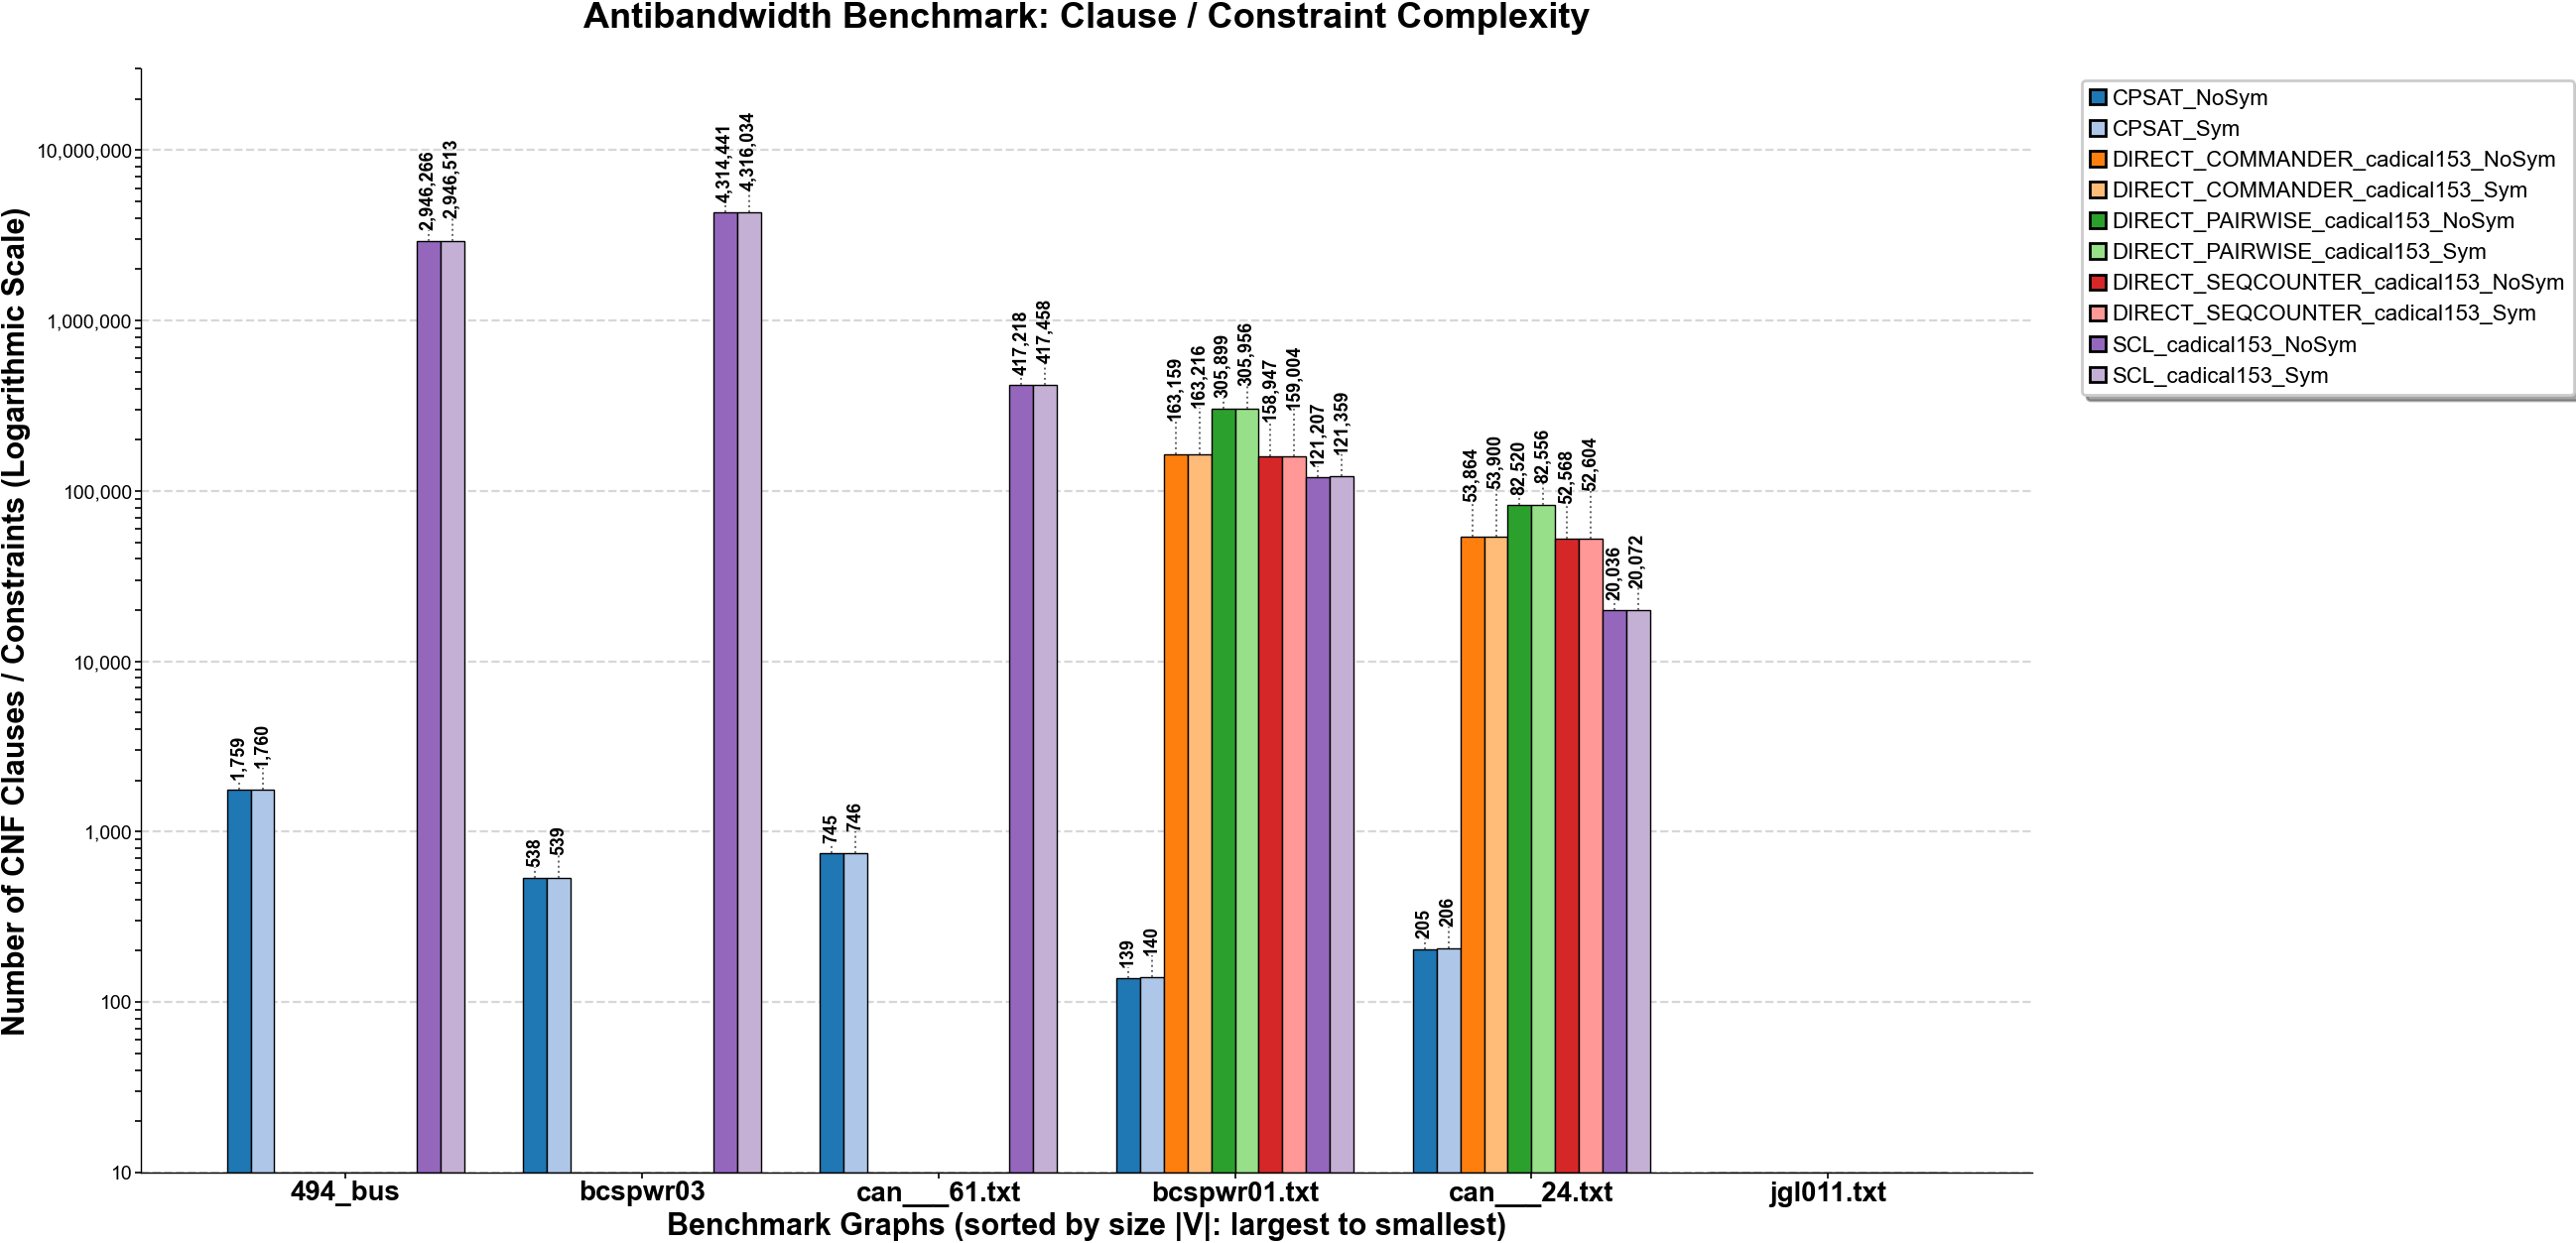 Antibandwidth Benchmark: Clause / Constraint Complexity
Number of CNF Clauses / Constraints (Logarithmic Scale)
10,000,000
1,000,000
100,000
10,000
1,000
100
10
1,759
1,760
2,946,266
2,946,513
538
539
4,314,441
4,316,034
745
746
417,218
417,458
139
140
163,159
163,216
305,899
305,956
158,947
159,004
121,207
121,359
205
206
53,864
53,900
82,520
82,556
52,568
52,604
20,036
20,072
494_bus
bcspwr03
can___61.txt
bcspwr01.txt
can___24.txt
jgl011.txt
Benchmark Graphs (sorted by size |V|: largest to smallest)
CPSAT_NoSym
CPSAT_Sym
DIRECT_COMMANDER_cadical153_NoSym
DIRECT_COMMANDER_cadical153_Sym
DIRECT_PAIRWISE_cadical153_NoSym
DIRECT_PAIRWISE_cadical153_Sym
DIRECT_SEQCOUNTER_cadical153_NoSym
DIRECT_SEQCOUNTER_cadical153_Sym
SCL_cadical153_NoSym
SCL_cadical153_Sym